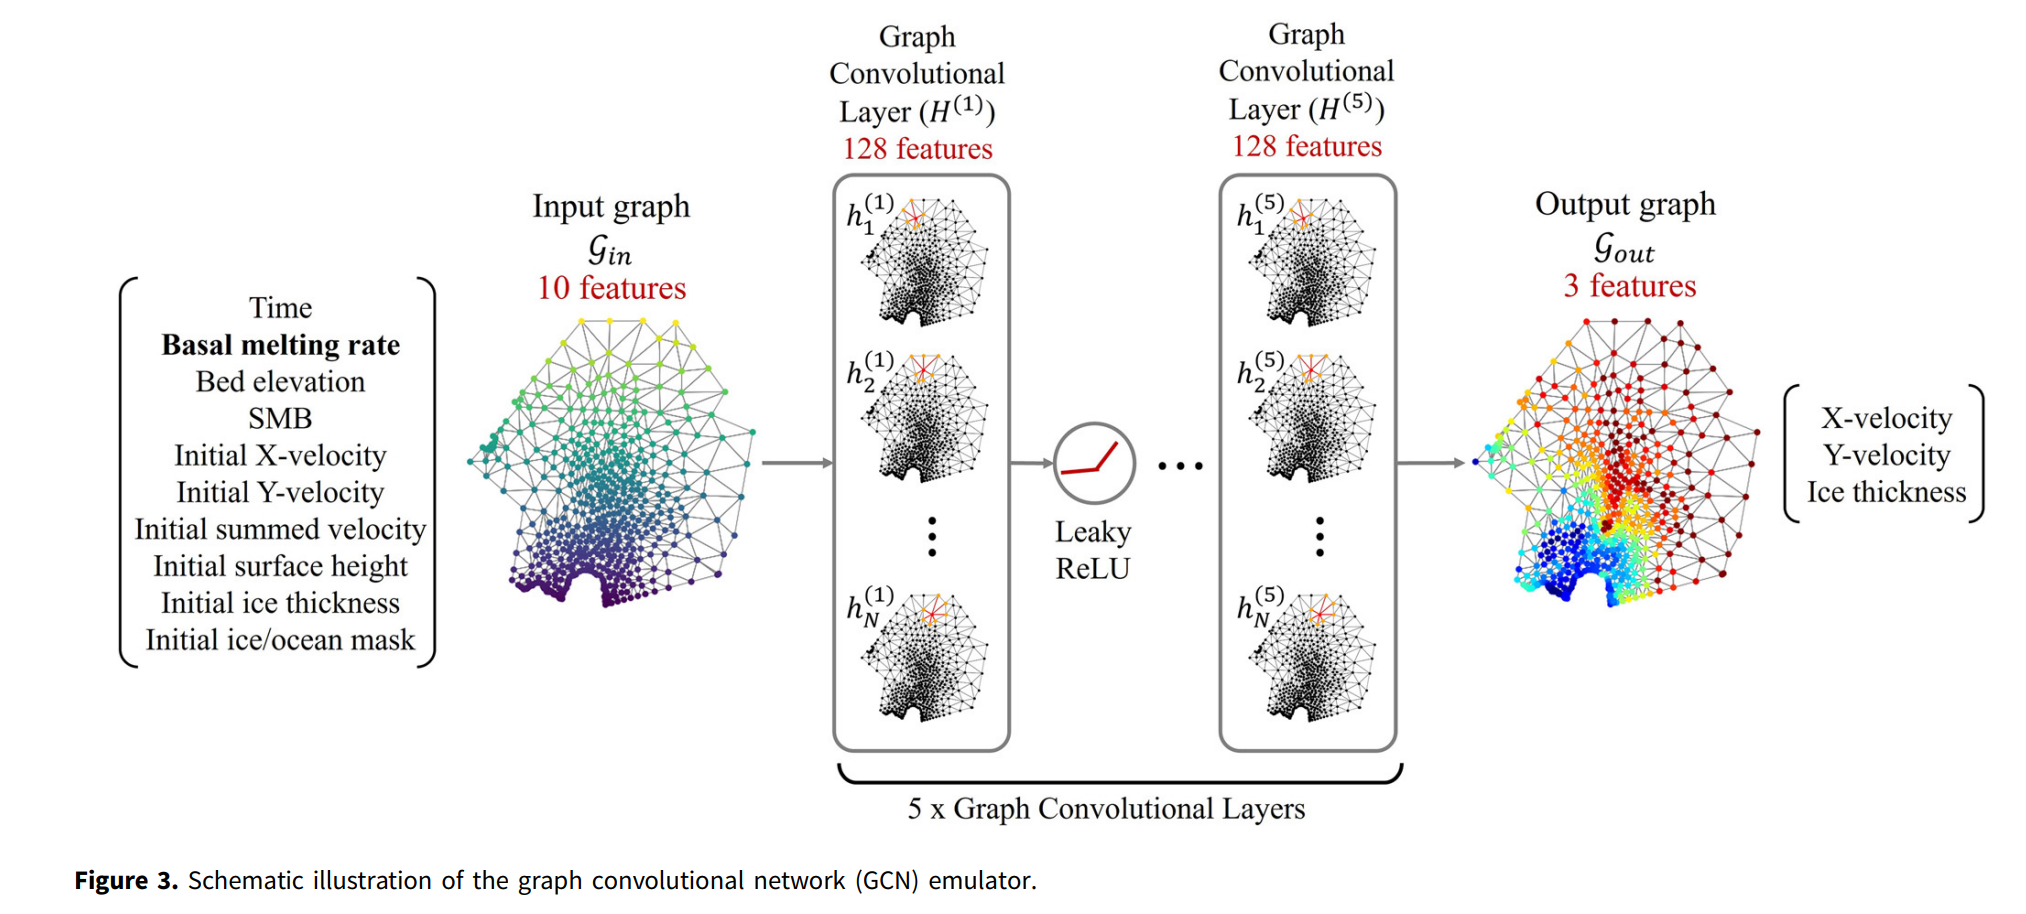 Time
Basal melting rate
Bed elevation
SMB
Initial X-velocity
Initial Y-velocity
Initial summed velocity
Initial surface height
Initial ice thickness
Initial ice/ocean mask
Input graph
𝒢in
10 features
Graph
Convolutional
Layer (H^(1))
128 features
h_1^(1)
h_2^(1)
h_N^(1)
Leaky
ReLU
Graph
Convolutional
Layer (H^(5))
128 features
h_1^(5)
h_2^(5)
h_N^(5)
5 x Graph Convolutional Layers
Output graph
𝒢out
3 features
X-velocity
Y-velocity
Ice thickness
Figure 3. Schematic illustration of the graph convolutional network (GCN) emulator.